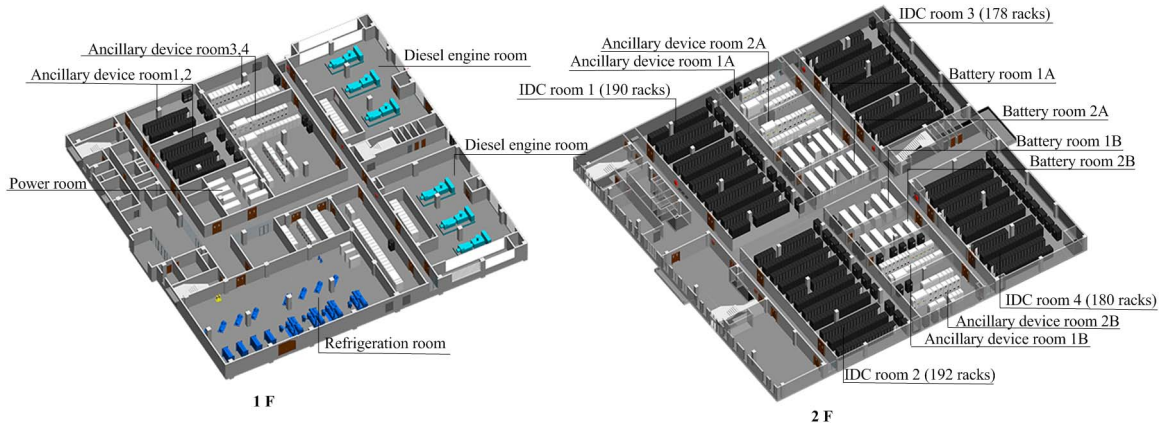 Ancillary device room3,4
Ancillary device room1,2
Power room
Diesel engine room
Diesel engine room
Refrigeration room
1 F
IDC room 3 (178 racks)
Ancillary device room 2A
Ancillary device room 1A
IDC room 1 (190 racks)
Battery room 1A
Battery room 2A
Battery room 1B
Battery room 2B
IDC room 4 (180 racks)
Ancillary device room 2B
Ancillary device room 1B
IDC room 2 (192 racks)
2 F